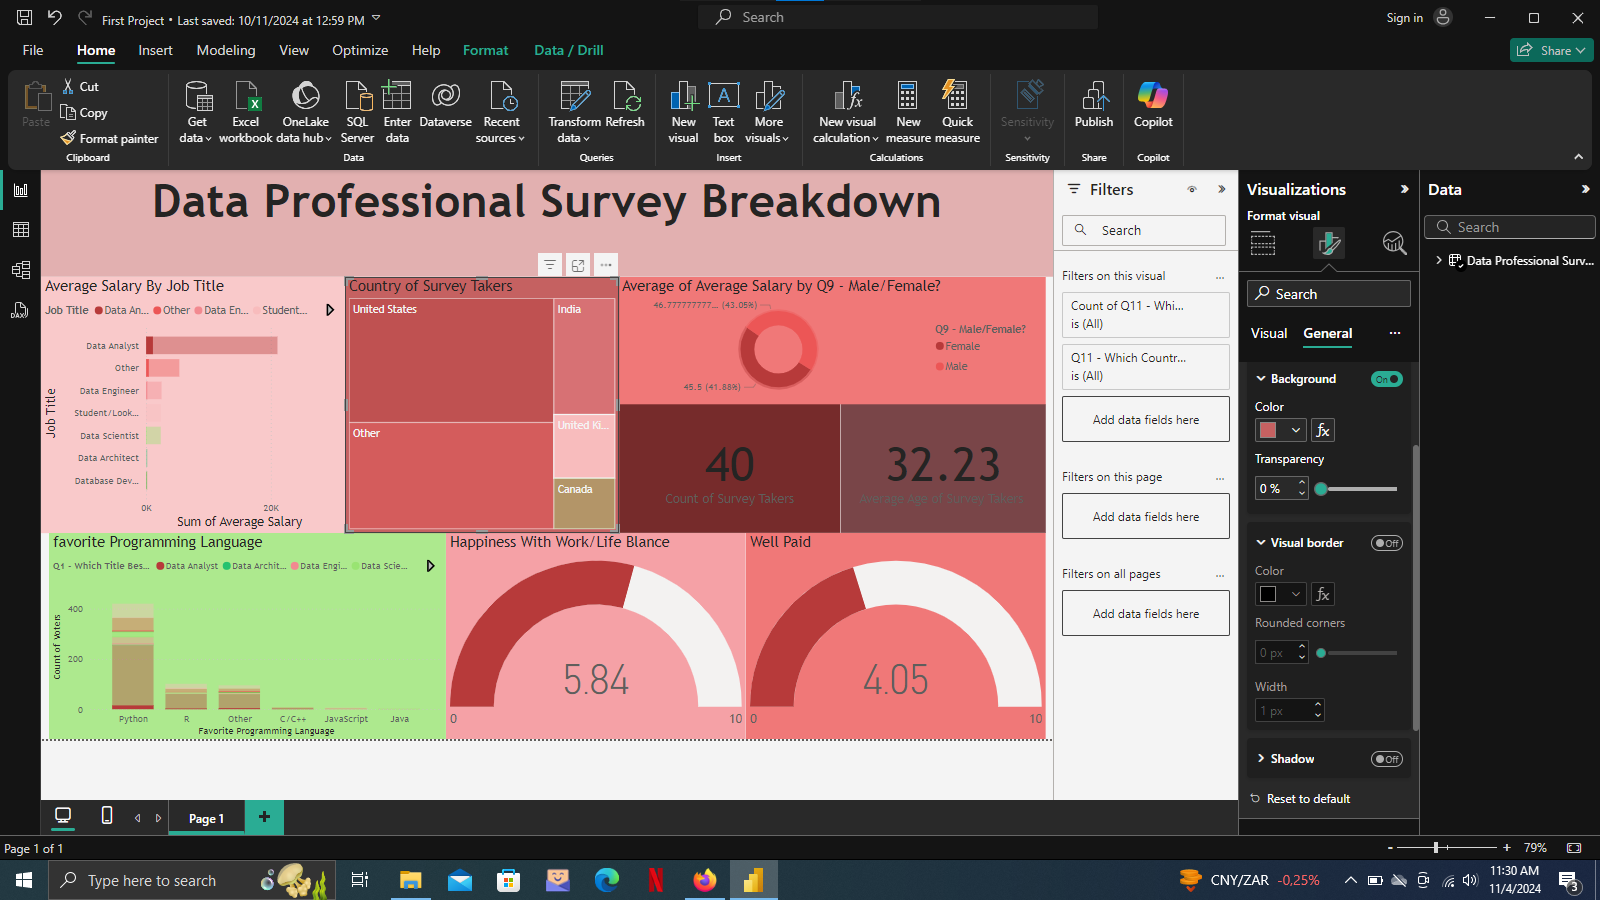 First Project • Last saved: 10/11/2024 at 12:59 PM
Search
Sign in
File Home Insert Modeling View Optimize Help Format Data / Drill
Share
Paste
Cut
Copy
Format painter
Clipboard
Get data
Excel workbook
OneLake data hub
SQL Server
Enter data
Dataverse
Recent sources
Data
Transform data
Refresh
Queries
New visual
Text box
More visuals
Insert
New visual calculation
New measure
Quick measure
Calculations
Sensitivity
Sensitivity
Publish
Share
Copilot
Copilot
Data Professional Survey Breakdown
Average Salary By Job Title
Job Title Data An... Other Data En... Student...
Job Title
Data Analyst
Other
Data Engineer
Student/Look...
Data Scientist
Data Architect
Database Dev...
0K 20K
Sum of Average Salary
Country of Survey Takers
United States
India
Other
United Ki...
Canada
Average of Average Salary by Q9 - Male/Female?
46.777777777... (43.05%)
45.5 (41.88%)
Q9 - Male/Female?
Female
Male
40
Count of Survey Takers
32.23
Average Age of Survey Takers
favorite Programming Language
Q1 - Which Title Bes... Data Analyst Data Archit... Data Engi... Data Scie...
Count of Voters
400
200
0
Python R Other C/C++ JavaScript Java
Favorite Programming Language
Happiness With Work/Life Blance
5.84
0 10
Well Paid
4.05
0 10
Filters
Search
Filters on this visual
Count of Q11 - Whi...
is (All)
Q11 - Which Countr...
is (All)
Add data fields here
Filters on this page
Add data fields here
Filters on all pages
Add data fields here
Visualizations
Format visual
Search
Visual General
Background On
Color
fx
Transparency
0 %
Visual border Off
Color
fx
Rounded corners
0 px
Width
1 px
Shadow Off
Reset to default
Data
Search
Data Professional Surv...
Page 1
Page 1 of 1
- + 79%
Type here to search
CNY/ZAR -0,25%
11:30 AM
11/4/2024
3